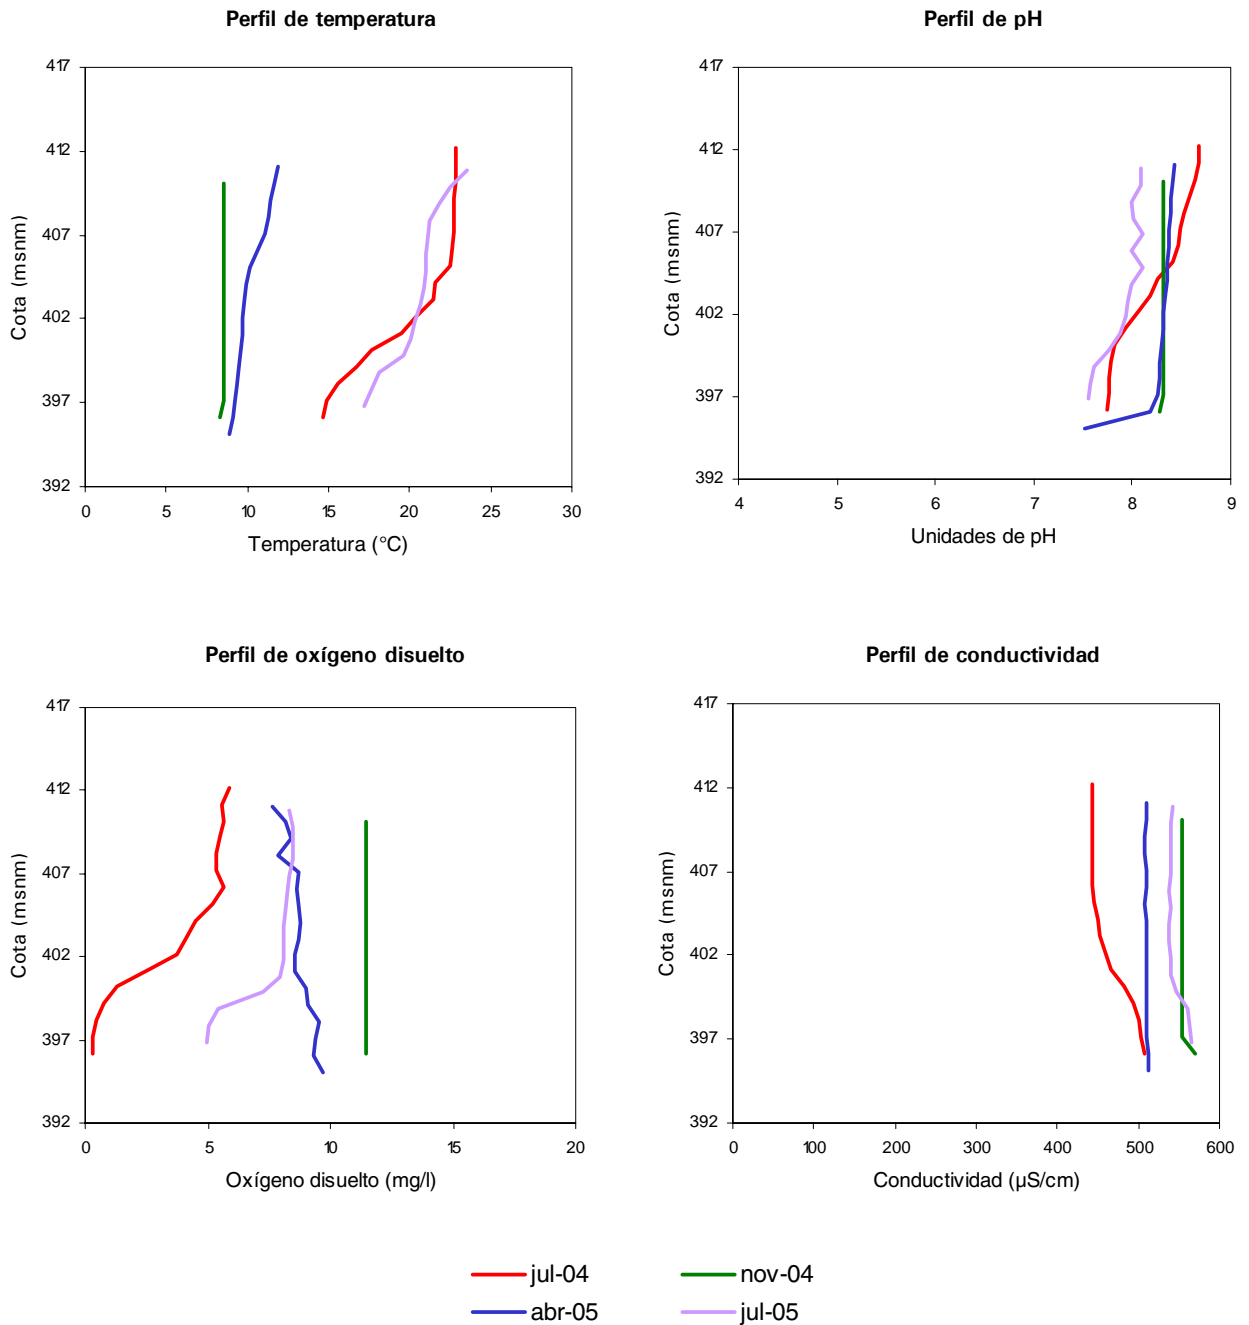 Perfil de temperatura
417
412
407
402
397
392
Cota (msnm)
0 5 10 15 20 25 30
Temperatura (°C)
Perfil de pH
417
412
407
402
397
392
Cota (msnm)
4 5 6 7 8 9
Unidades de pH
Perfil de oxígeno disuelto
417
412
407
402
397
392
Cota (msnm)
0 5 10 15 20
Oxígeno disuelto (mg/l)
Perfil de conductividad
417
412
407
402
397
392
Cota (msnm)
0 100 200 300 400 500 600
Conductividad (µS/cm)
jul-04 nov-04
abr-05 jul-05